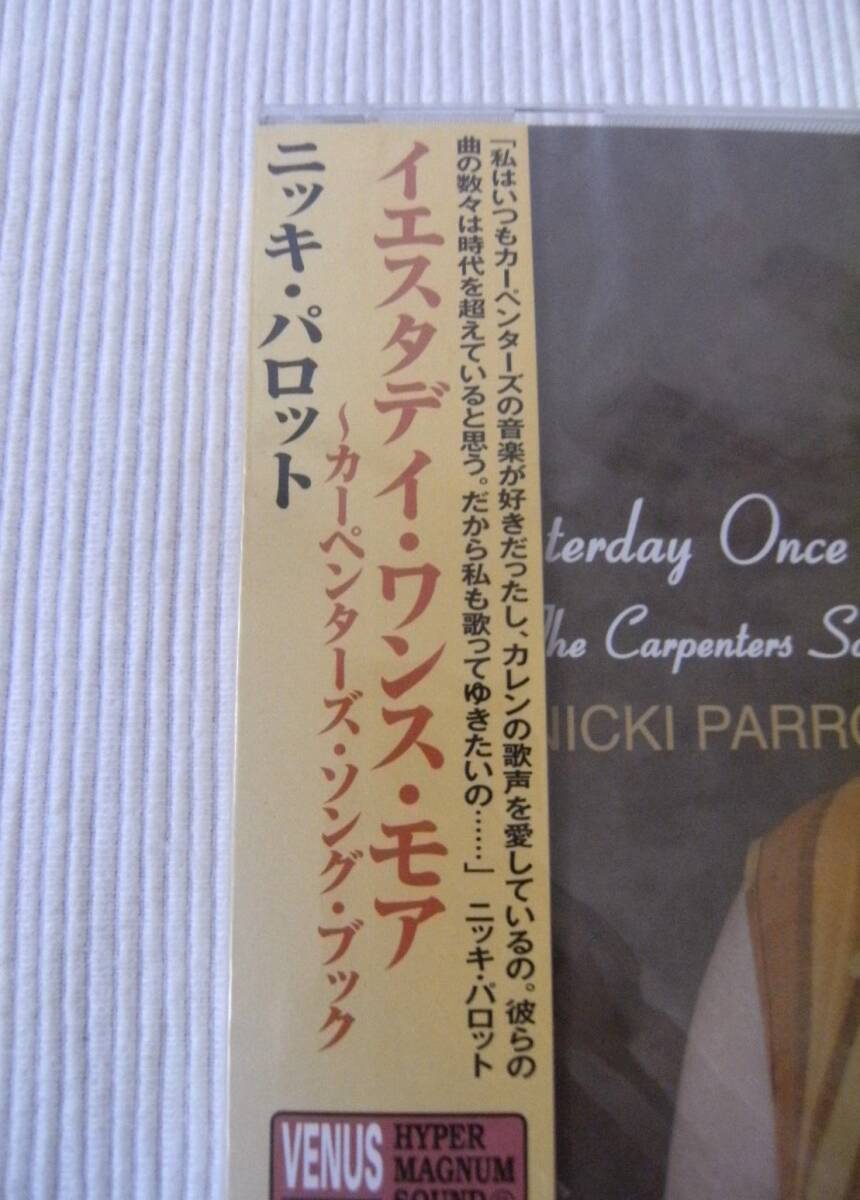 「私はいつもカーペンターズの音楽が好きだったし、カレンの歌声を愛しているの。彼らの
曲の数々は時代を超えていると思う。だから私も歌ってゆきたいの……」 ニッキ・パロット
イエスタデイ・ワンス・モア
〜カーペンターズ・ソング・ブック
ニッキ・パロット
terday Once
The Carpenters So
NICKI PARRO
VENUS
HYPER
MAGNUM
SOUND®